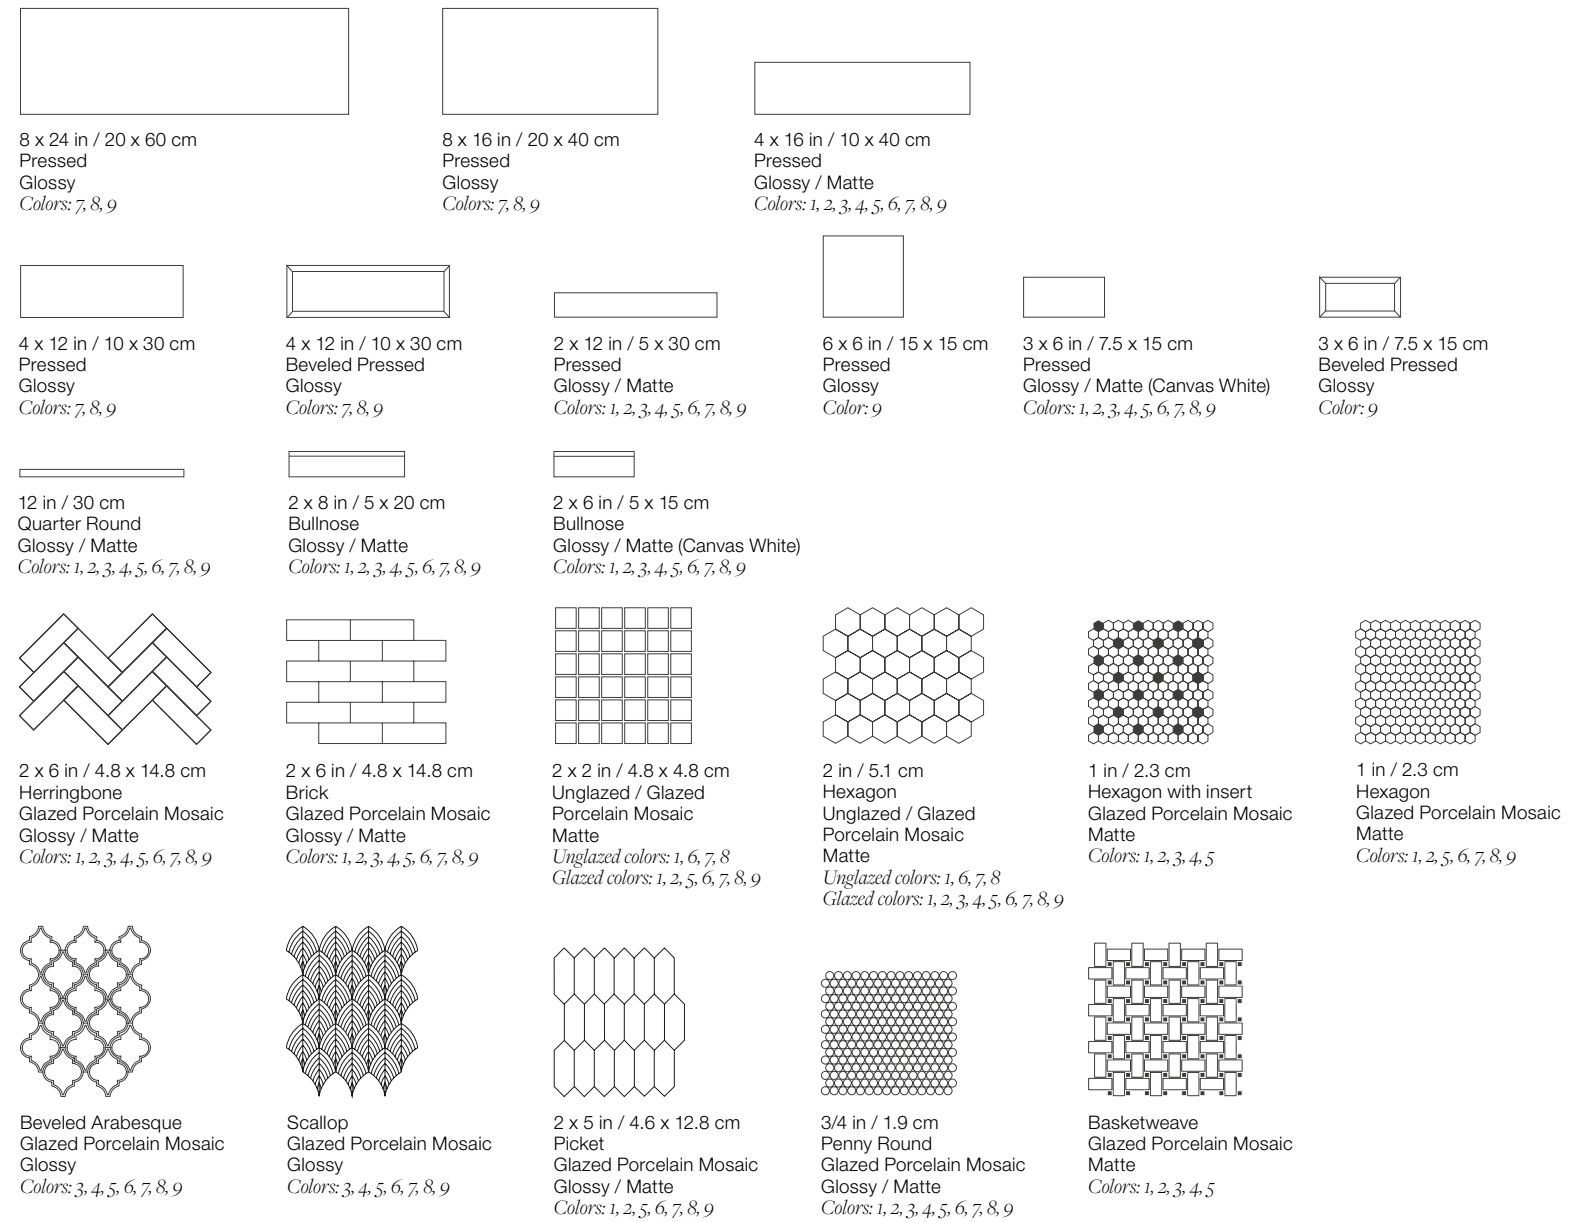 8 x 24 in / 20 x 60 cm
Pressed
Glossy
Colors: 7, 8, 9
8 x 16 in / 20 x 40 cm
Pressed
Glossy
Colors: 7, 8, 9
4 x 16 in / 10 x 40 cm
Pressed
Glossy / Matte
Colors: 1, 2, 3, 4, 5, 6, 7, 8, 9
4 x 12 in / 10 x 30 cm
Pressed
Glossy
Colors: 7, 8, 9
4 x 12 in / 10 x 30 cm
Beveled Pressed
Glossy
Colors: 7, 8, 9
2 x 12 in / 5 x 30 cm
Pressed
Glossy / Matte
Colors: 1, 2, 3, 4, 5, 6, 7, 8, 9
6 x 6 in / 15 x 15 cm
Pressed
Glossy
Color: 9
3 x 6 in / 7.5 x 15 cm
Pressed
Glossy / Matte (Canvas White)
Colors: 1, 2, 3, 4, 5, 6, 7, 8, 9
3 x 6 in / 7.5 x 15 cm
Beveled Pressed
Glossy
Color: 9
12 in / 30 cm
Quarter Round
Glossy / Matte
Colors: 1, 2, 3, 4, 5, 6, 7, 8, 9
2 x 8 in / 5 x 20 cm
Bullnose
Glossy / Matte
Colors: 1, 2, 3, 4, 5, 6, 7, 8, 9
2 x 6 in / 5 x 15 cm
Bullnose
Glossy / Matte (Canvas White)
Colors: 1, 2, 3, 4, 5, 6, 7, 8, 9
2 x 6 in / 4.8 x 14.8 cm
Herringbone
Glazed Porcelain Mosaic
Glossy / Matte
Colors: 1, 2, 3, 4, 5, 6, 7, 8, 9
2 x 6 in / 4.8 x 14.8 cm
Brick
Glazed Porcelain Mosaic
Glossy / Matte
Colors: 1, 2, 3, 4, 5, 6, 7, 8, 9
2 x 2 in / 4.8 x 4.8 cm
Unglazed / Glazed
Porcelain Mosaic
Matte
Unglazed colors: 1, 6, 7, 8
Glazed colors: 1, 2, 5, 6, 7, 8, 9
2 in / 5.1 cm
Hexagon
Unglazed / Glazed
Porcelain Mosaic
Matte
Unglazed colors: 1, 6, 7, 8
Glazed colors: 1, 2, 3, 4, 5, 6, 7, 8, 9
1 in / 2.3 cm
Hexagon with insert
Glazed Porcelain Mosaic
Matte
Colors: 1, 2, 3, 4, 5
1 in / 2.3 cm
Hexagon
Glazed Porcelain Mosaic
Matte
Colors: 1, 2, 5, 6, 7, 8, 9
Beveled Arabesque
Glazed Porcelain Mosaic
Glossy
Colors: 3, 4, 5, 6, 7, 8, 9
Scallop
Glazed Porcelain Mosaic
Glossy
Colors: 3, 4, 5, 6, 7, 8, 9
2 x 5 in / 4.6 x 12.8 cm
Picket
Glazed Porcelain Mosaic
Glossy / Matte
Colors: 1, 2, 5, 6, 7, 8, 9
3/4 in / 1.9 cm
Penny Round
Glazed Porcelain Mosaic
Glossy / Matte
Colors: 1, 2, 3, 4, 5, 6, 7, 8, 9
Basketweave
Glazed Porcelain Mosaic
Matte
Colors: 1, 2, 3, 4, 5